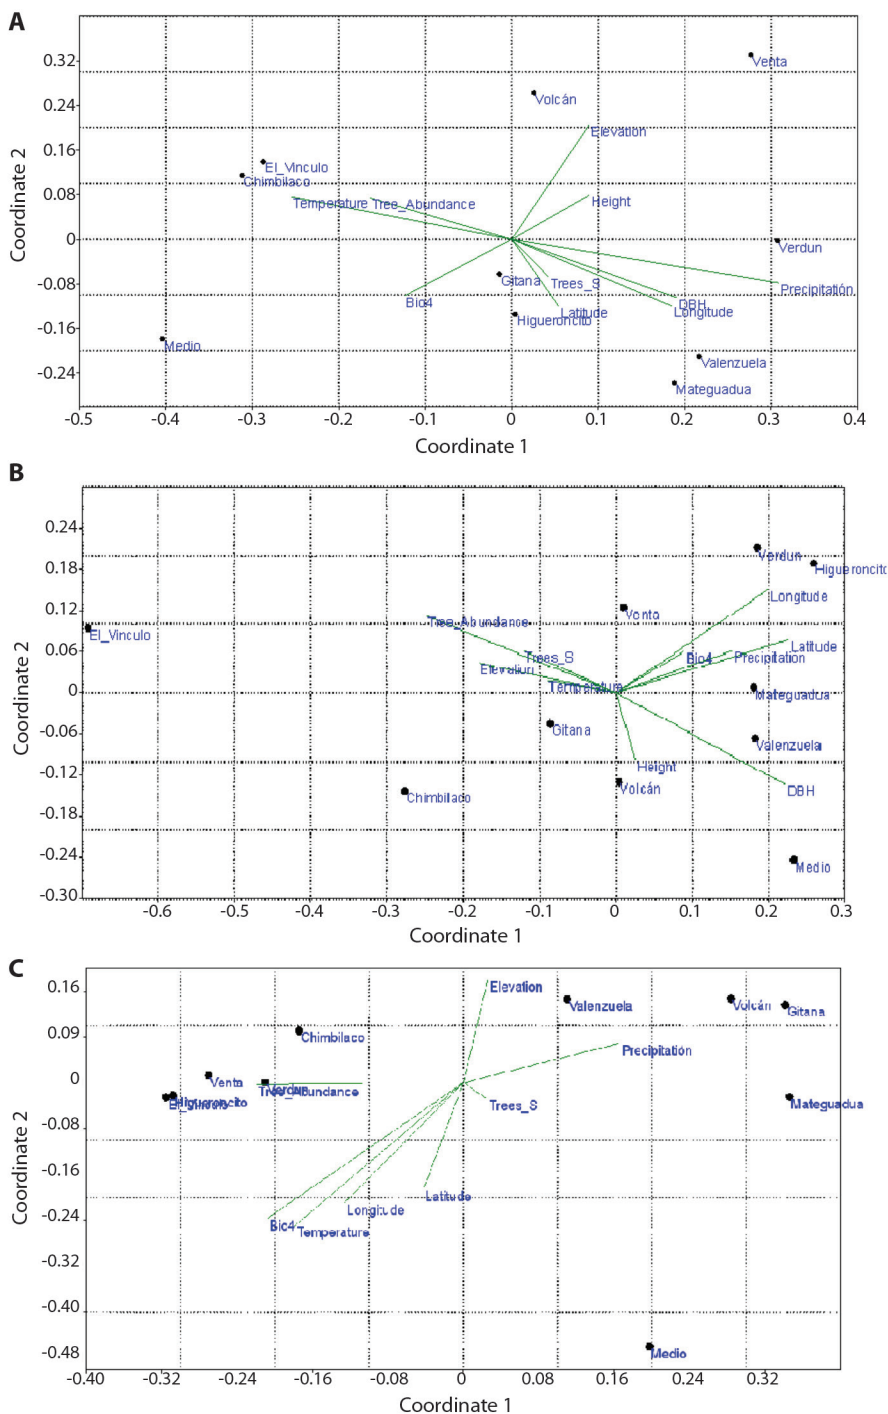 A
Coordinate 2
0.32
0.24
0.16
0.08
0
-0.08
-0.16
-0.24
Venta
Volcán
Elevation
El_Vinculo
Chimbilaco
Temperature
Tree_Abundance
Height
Verdun
Gitana
Trees_S
Precipitatión
Bio4
DBH
Latitude
Longitude
Higueroncito
Medio
Valenzuela
Mateguadua
-0.5 -0.4 -0.3 -0.2 -0.1 0 0.1 0.2 0.3 0.4
Coordinate 1
B
Coordinate 2
0.24
0.18
0.12
0.06
0
-0.06
-0.12
-0.18
-0.24
-0.30
Verdun
Higueroncito
Longitude
Venta
Tree_Abundance
El_Vinculo
Latitude
Trees_S
Bio4
Precipitation
Elevation
Temperature
Mateguadua
Gitana
Valenzuela
Height
Volcán
DBH
Chimbilaco
Medio
-0.6 -0.5 -0.4 -0.3 -0.2 -0.1 0 0.1 0.2 0.3
Coordinate 1
C
Coordinate 2
0.16
0.09
0
-0.08
-0.16
-0.24
-0.32
-0.40
-0.48
Elevation
Valenzuela
Volcán
Gitana
Chimbilaco
Precipitatión
Venta
Verdun
Tree_Abundance
Higueroncito
El_Vinculo
Trees_S
Mateguadua
Latitude
Longitude
Bio4
Temperature
Medio
-0.40 -0.32 -0.24 -0.16 -0.08 0 0.08 0.16 0.24 0.32
Coordinate 1